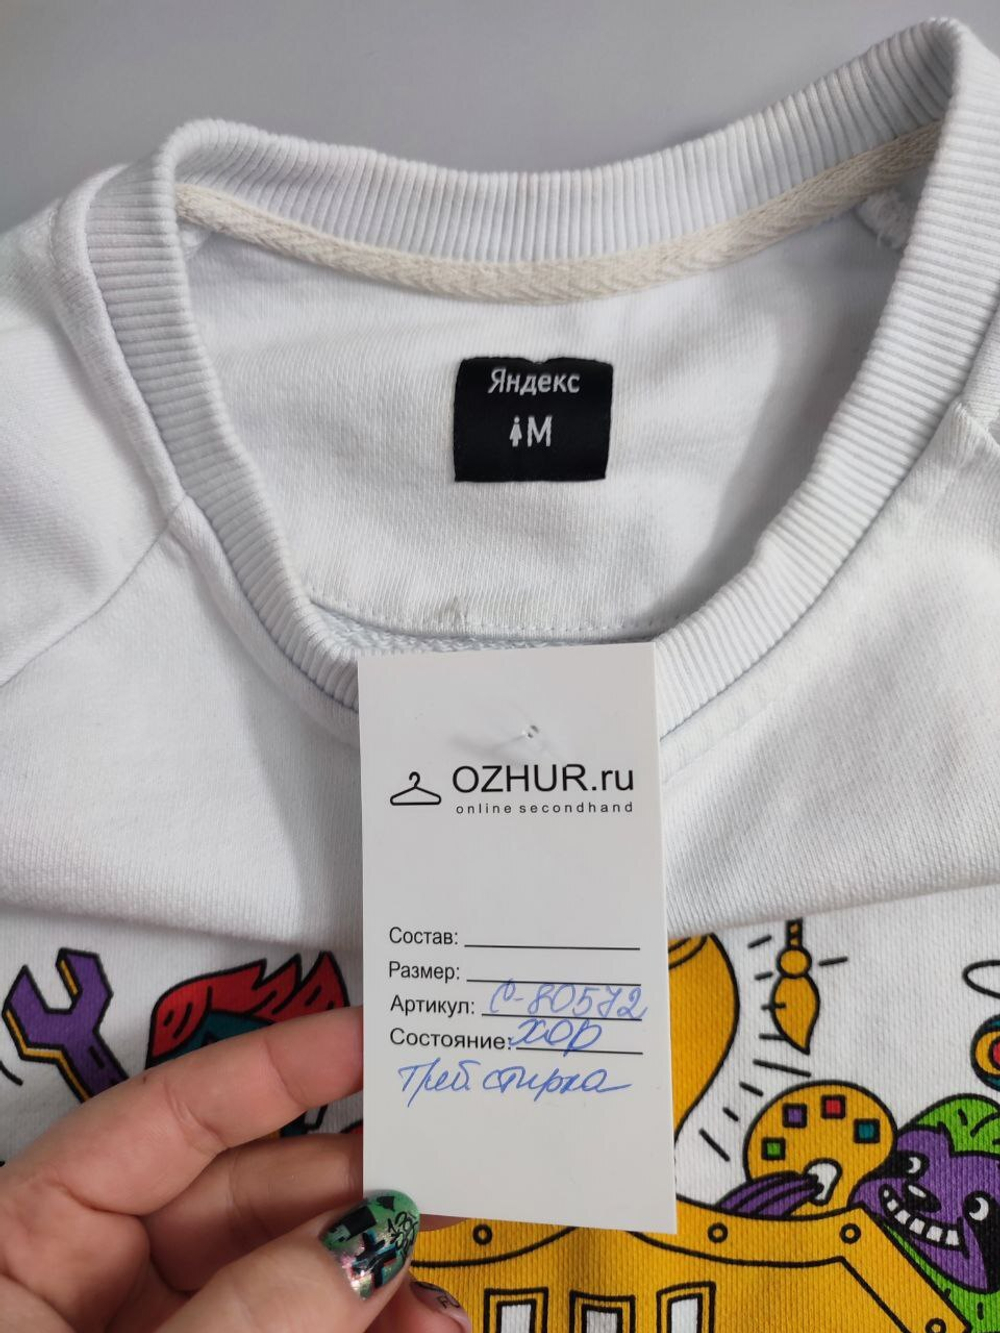 Яндекс
M
OZHUR.ru
online secondhand
Состав:
Размер:
Артикул: С-80572
Состояние: хор
треб. стирка